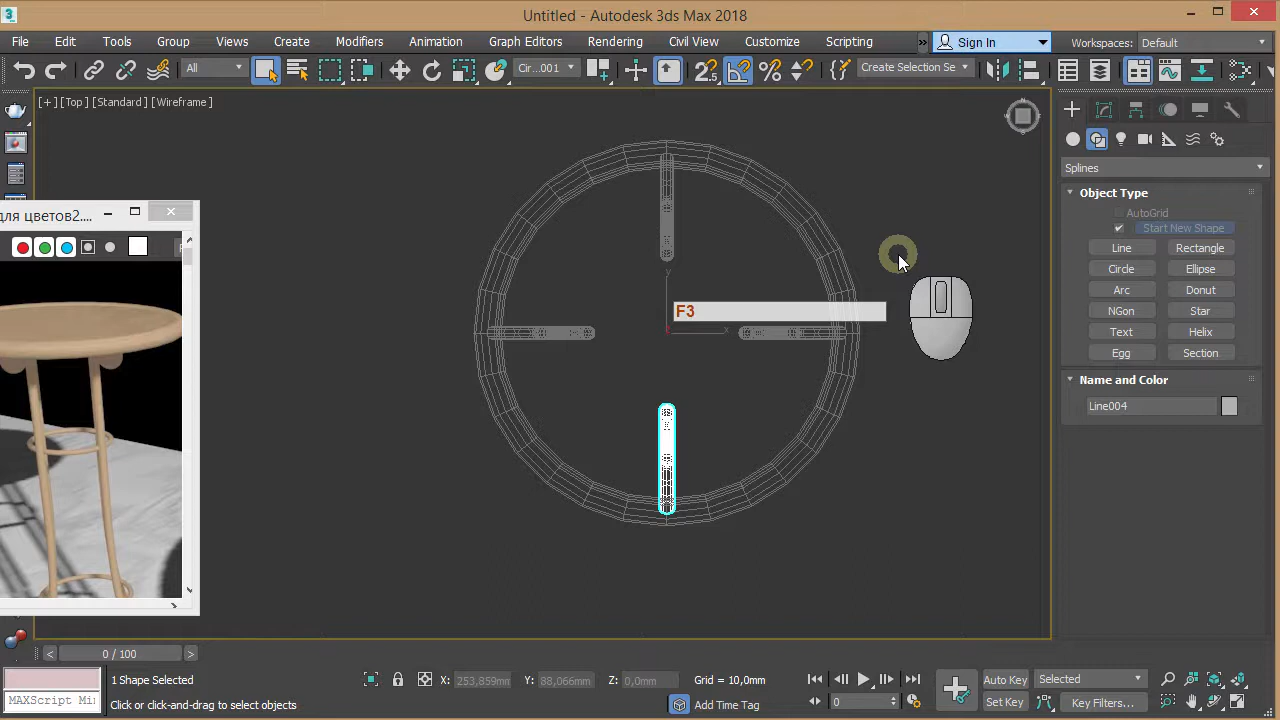 Untitled - Autodesk 3ds Max 2018
File Edit Tools Group Views Create Modifiers Animation Graph Editors Rendering Civil View Customize Scripting » Sign In Workspaces: Default
All Cir...001 Create Selection Se
[+] [Top] [Standard] [Wireframe]
Splines
Object Type
AutoGrid
Start New Shape
Line Rectangle
Circle Ellipse
Arc Donut
NGon Star
Text Helix
Egg Section
Name and Color
Line004
для цветов2....
y
F3
x
< 0 / 100 >
1 Shape Selected X: 253,859m Y: 88,066mm Z: 0,0mm Grid = 10,0mm Auto Key Selected
MAXScript Mi Click or click-and-drag to select objects Add Time Tag 0 Set Key Key Filters...